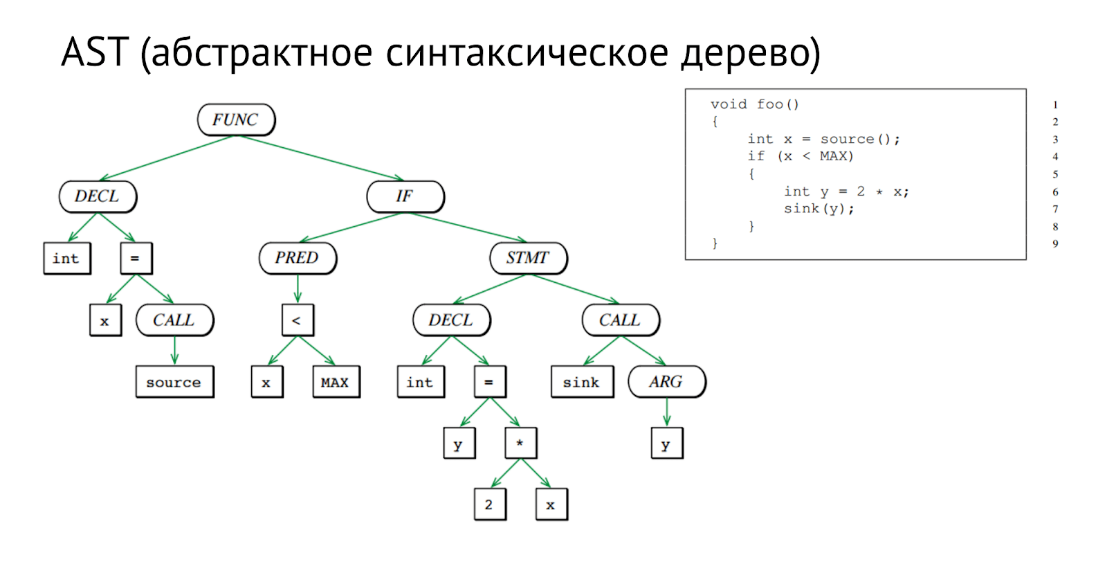 AST (абстрактное синтаксическое дерево)
FUNC
DECL IF
int = PRED STMT
x CALL < DECL CALL
source x MAX int = sink ARG
y * y
2 x
void foo() 1
{ 2
int x = source(); 3
if (x < MAX) 4
{ 5
int y = 2 * x; 6
sink(y); 7
} 8
} 9